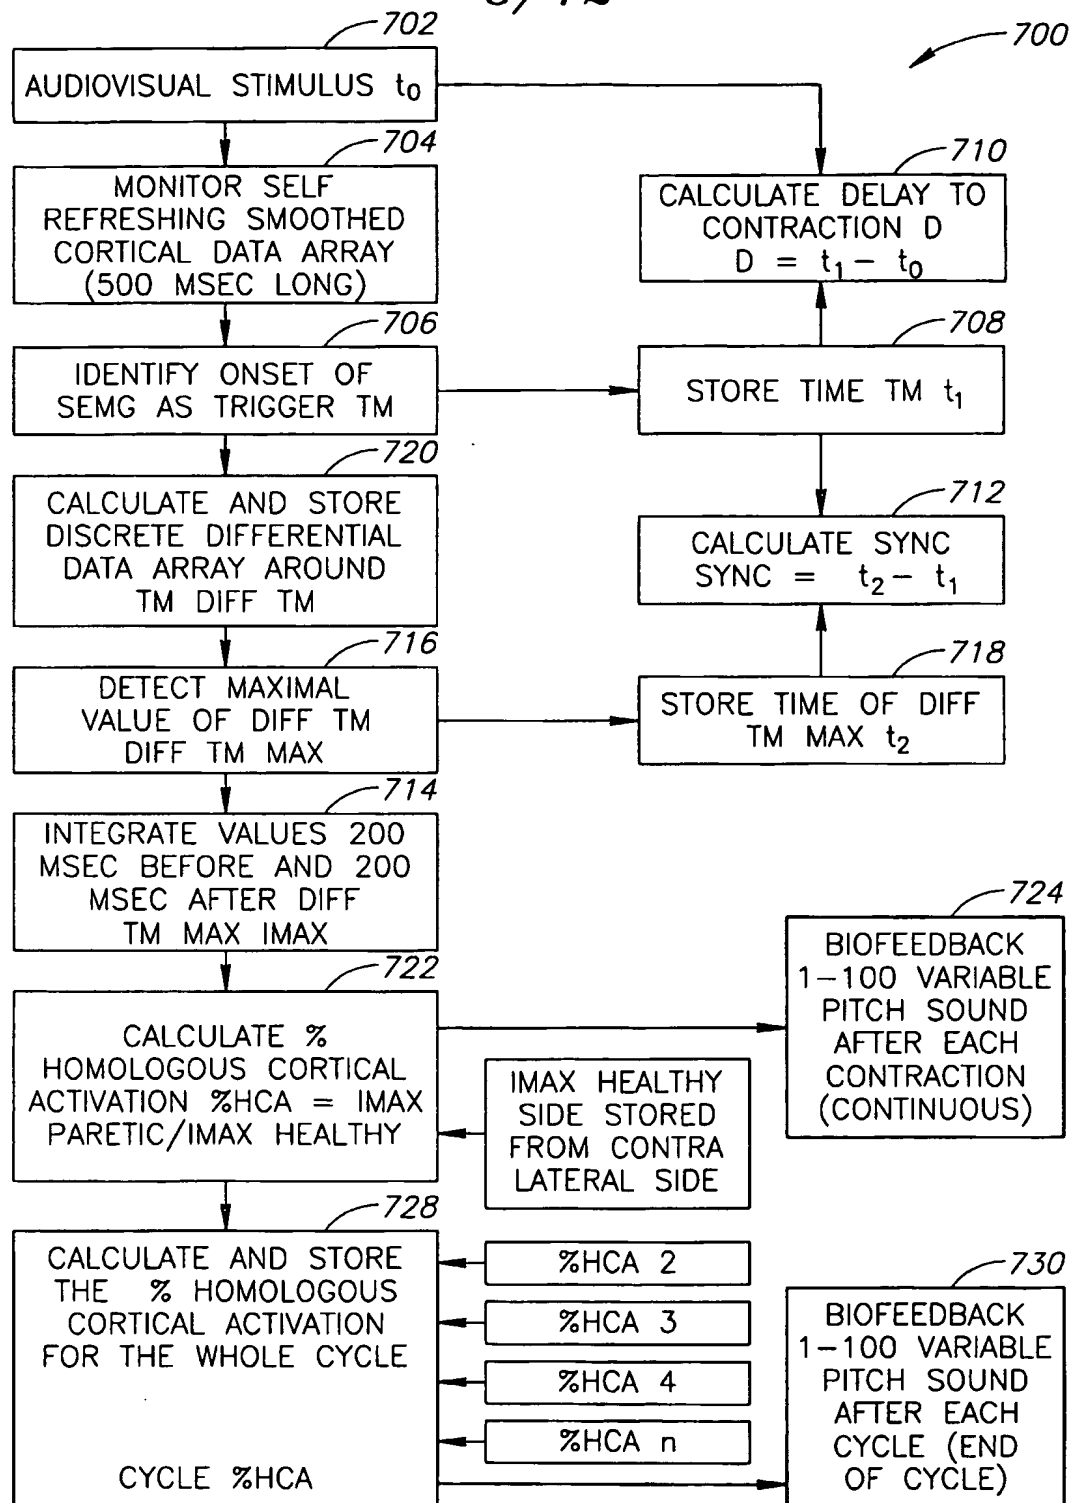 702
700
AUDIOVISUAL STIMULUS t0
704
MONITOR SELF
REFRESHING SMOOTHED
CORTICAL DATA ARRAY
(500 MSEC LONG)
710
CALCULATE DELAY TO
CONTRACTION D
D = t1 - t0
706
IDENTIFY ONSET OF
SEMG AS TRIGGER TM
708
STORE TIME TM t1
720
CALCULATE AND STORE
DISCRETE DIFFERENTIAL
DATA ARRAY AROUND
TM DIFF TM
712
CALCULATE SYNC
SYNC = t2 - t1
716
DETECT MAXIMAL
VALUE OF DIFF TM
DIFF TM MAX
718
STORE TIME OF DIFF
TM MAX t2
714
INTEGRATE VALUES 200
MSEC BEFORE AND 200
MSEC AFTER DIFF
TM MAX IMAX
724
BIOFEEDBACK
1-100 VARIABLE
PITCH SOUND
AFTER EACH
CONTRACTION
(CONTINUOUS)
722
CALCULATE %
HOMOLOGOUS CORTICAL
ACTIVATION %HCA = IMAX
PARETIC/IMAX HEALTHY
IMAX HEALTHY
SIDE STORED
FROM CONTRA
LATERAL SIDE
728
CALCULATE AND STORE
THE % HOMOLOGOUS
CORTICAL ACTIVATION
FOR THE WHOLE CYCLE
CYCLE %HCA
%HCA 2
%HCA 3
%HCA 4
%HCA n
730
BIOFEEDBACK
1-100 VARIABLE
PITCH SOUND
AFTER EACH
CYCLE (END
OF CYCLE)